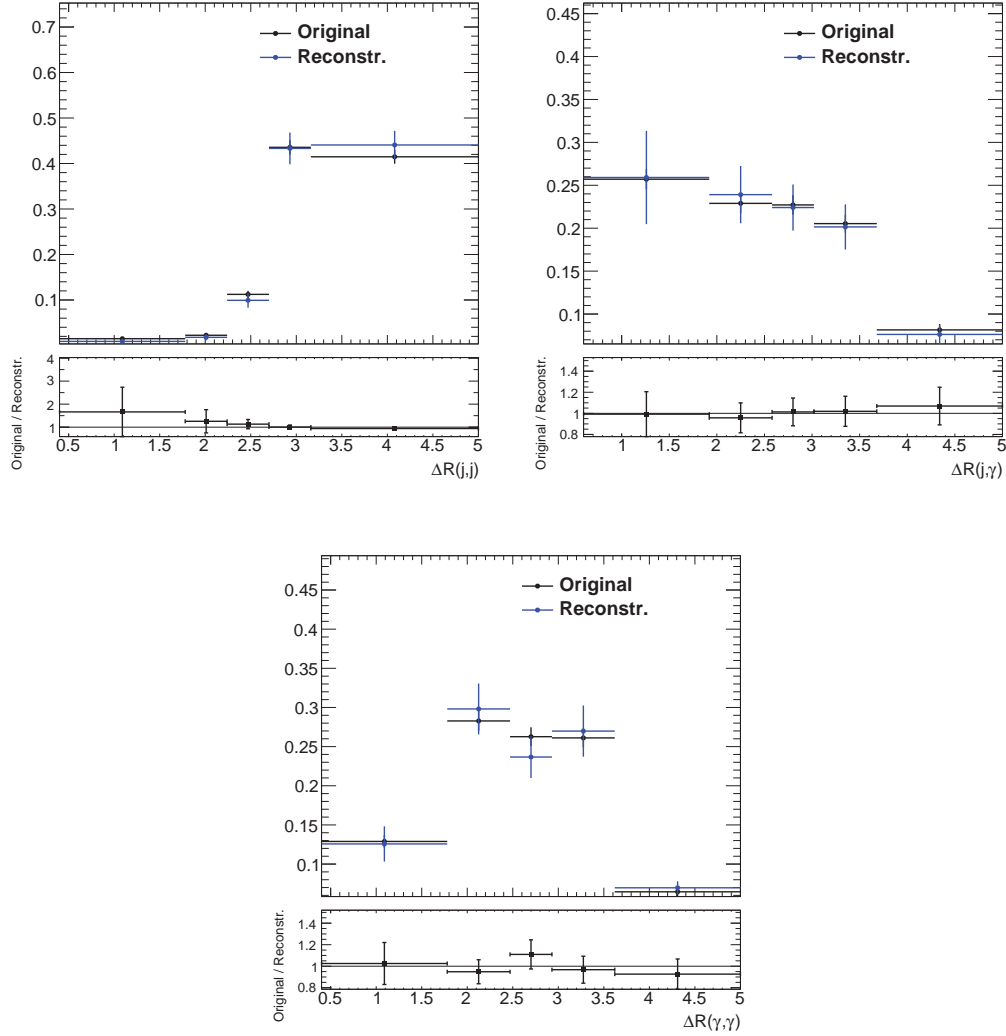 0.7
0.6
0.5
0.4
0.3
0.2
0.1
Original
Reconstr.
4
3
2
1
Original / Reconstr.
0.5 1 1.5 2 2.5 3 3.5 4 4.5 5
ΔR(j,j)
0.45
0.4
0.35
0.3
0.25
0.2
0.15
0.1
Original
Reconstr.
1.4
1.2
1
0.8
Original / Reconstr.
1 1.5 2 2.5 3 3.5 4 4.5 5
ΔR(j,γ)
0.45
0.4
0.35
0.3
0.25
0.2
0.15
0.1
Original
Reconstr.
1.4
1.2
1
0.8
Original / Reconstr.
0.5 1 1.5 2 2.5 3 3.5 4 4.5 5
ΔR(γ,γ)